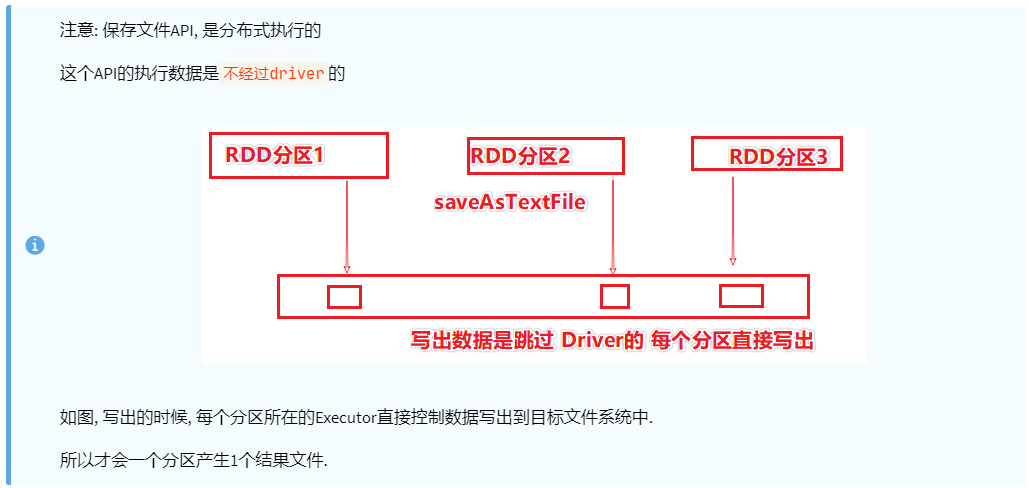 注意: 保存文件API, 是分布式执行的
这个API的执行数据是不经过driver的
RDD分区1 RDD分区2 RDD分区3
saveAsTextFile
写出数据是跳过 Driver的 每个分区直接写出
如图, 写出的时候, 每个分区所在的Executor直接控制数据写出到目标文件系统中.
所以才会一个分区产生1个结果文件.